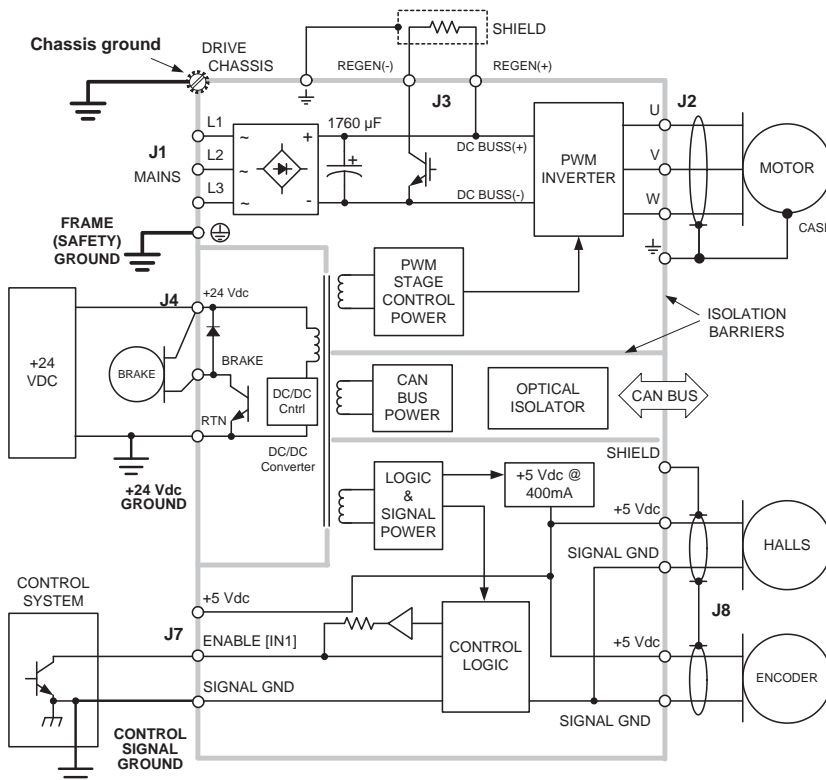 Chassis ground
DRIVE
CHASSIS
SHIELD
REGEN(-)
REGEN(+)
J3
J1
MAINS
L1
L2
L3
~
~
~
+
-
1760 µF
+
DC BUSS(+)
DC BUSS(-)
PWM
INVERTER
U
V
W
J2
MOTOR
CASE
FRAME
(SAFETY)
GROUND
J4
+24 Vdc
+24
VDC
BRAKE
BRAKE
RTN
DC/DC
Cntrl
DC/DC
Converter
+24 Vdc
GROUND
PWM
STAGE
CONTROL
POWER
ISOLATION
BARRIERS
CAN
BUS
POWER
OPTICAL
ISOLATOR
CAN BUS
LOGIC
&
SIGNAL
POWER
+5 Vdc @
400mA
SHIELD
+5 Vdc
SIGNAL GND
HALLS
J8
+5 Vdc
SIGNAL GND
ENCODER
CONTROL
SYSTEM
+5 Vdc
J7
ENABLE [IN1]
SIGNAL GND
CONTROL
LOGIC
CONTROL
SIGNAL
GROUND